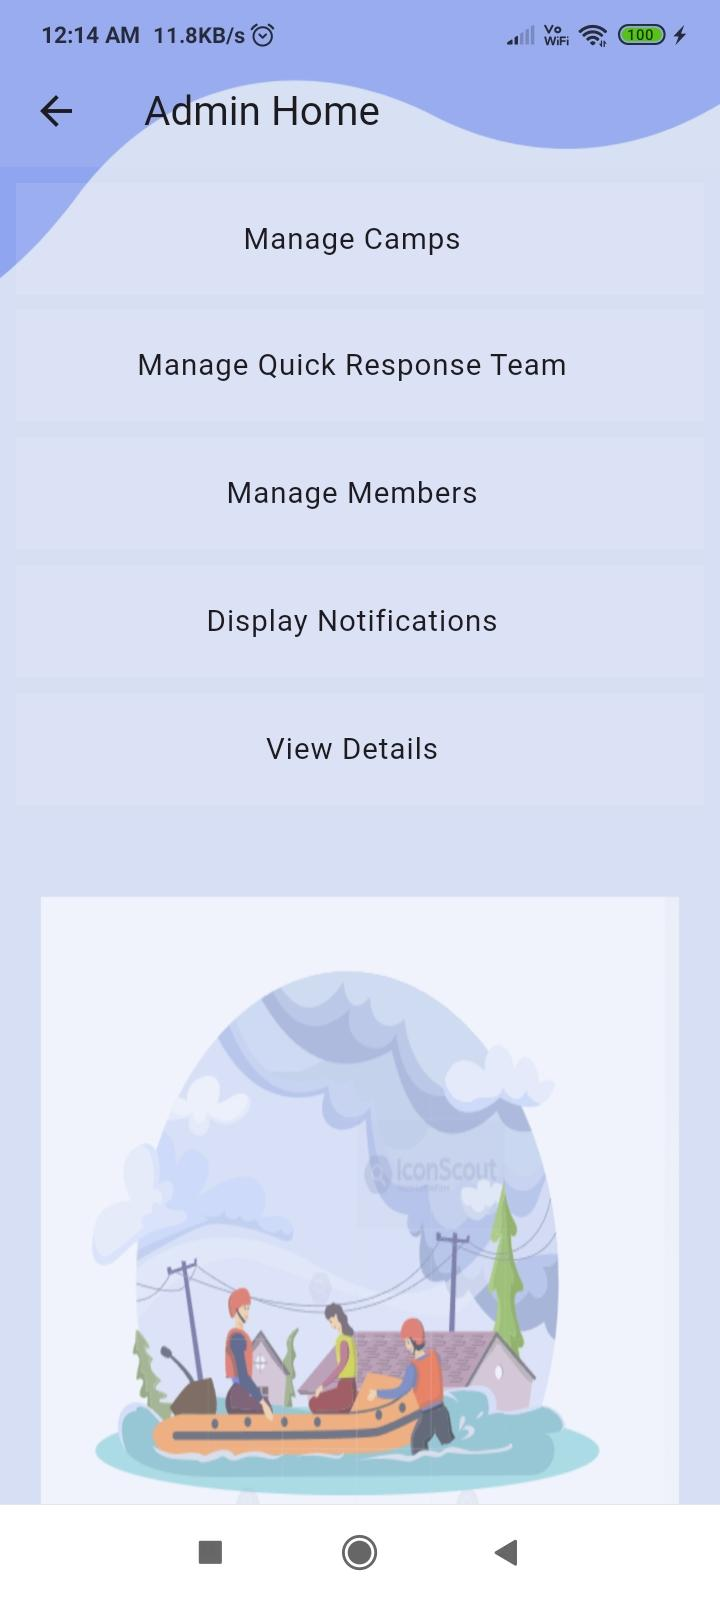 12:14 AM 11.8KB/s Vo WiFi 100
Admin Home
Manage Camps
Manage Quick Response Team
Manage Members
Display Notifications
View Details
IconScout